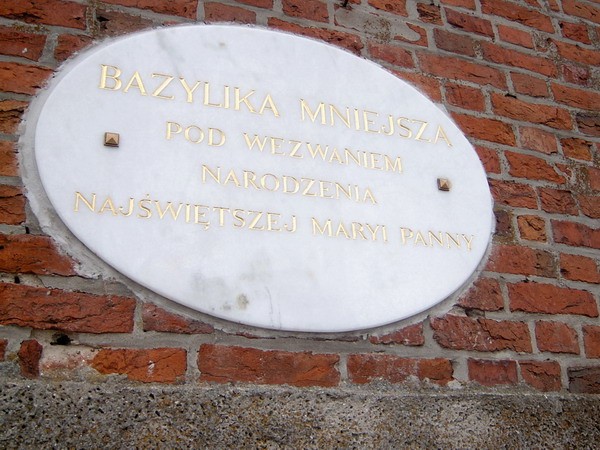 BAZYLIKA MNIEJSZA
POD WEZWANIEM
NARODZENIA
NAJŚWIĘTSZEJ MARYI PANNY